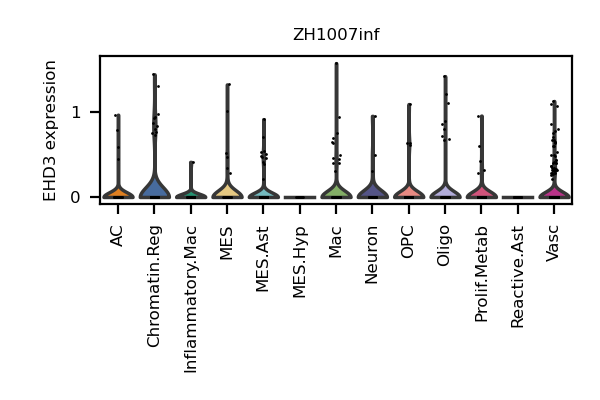 ZH1007inf
EHD3 expression
1
0
AC
Chromatin.Reg
Inflammatory.Mac
MES
MES.Ast
MES.Hyp
Mac
Neuron
OPC
Oligo
Prolif.Metab
Reactive.Ast
Vasc